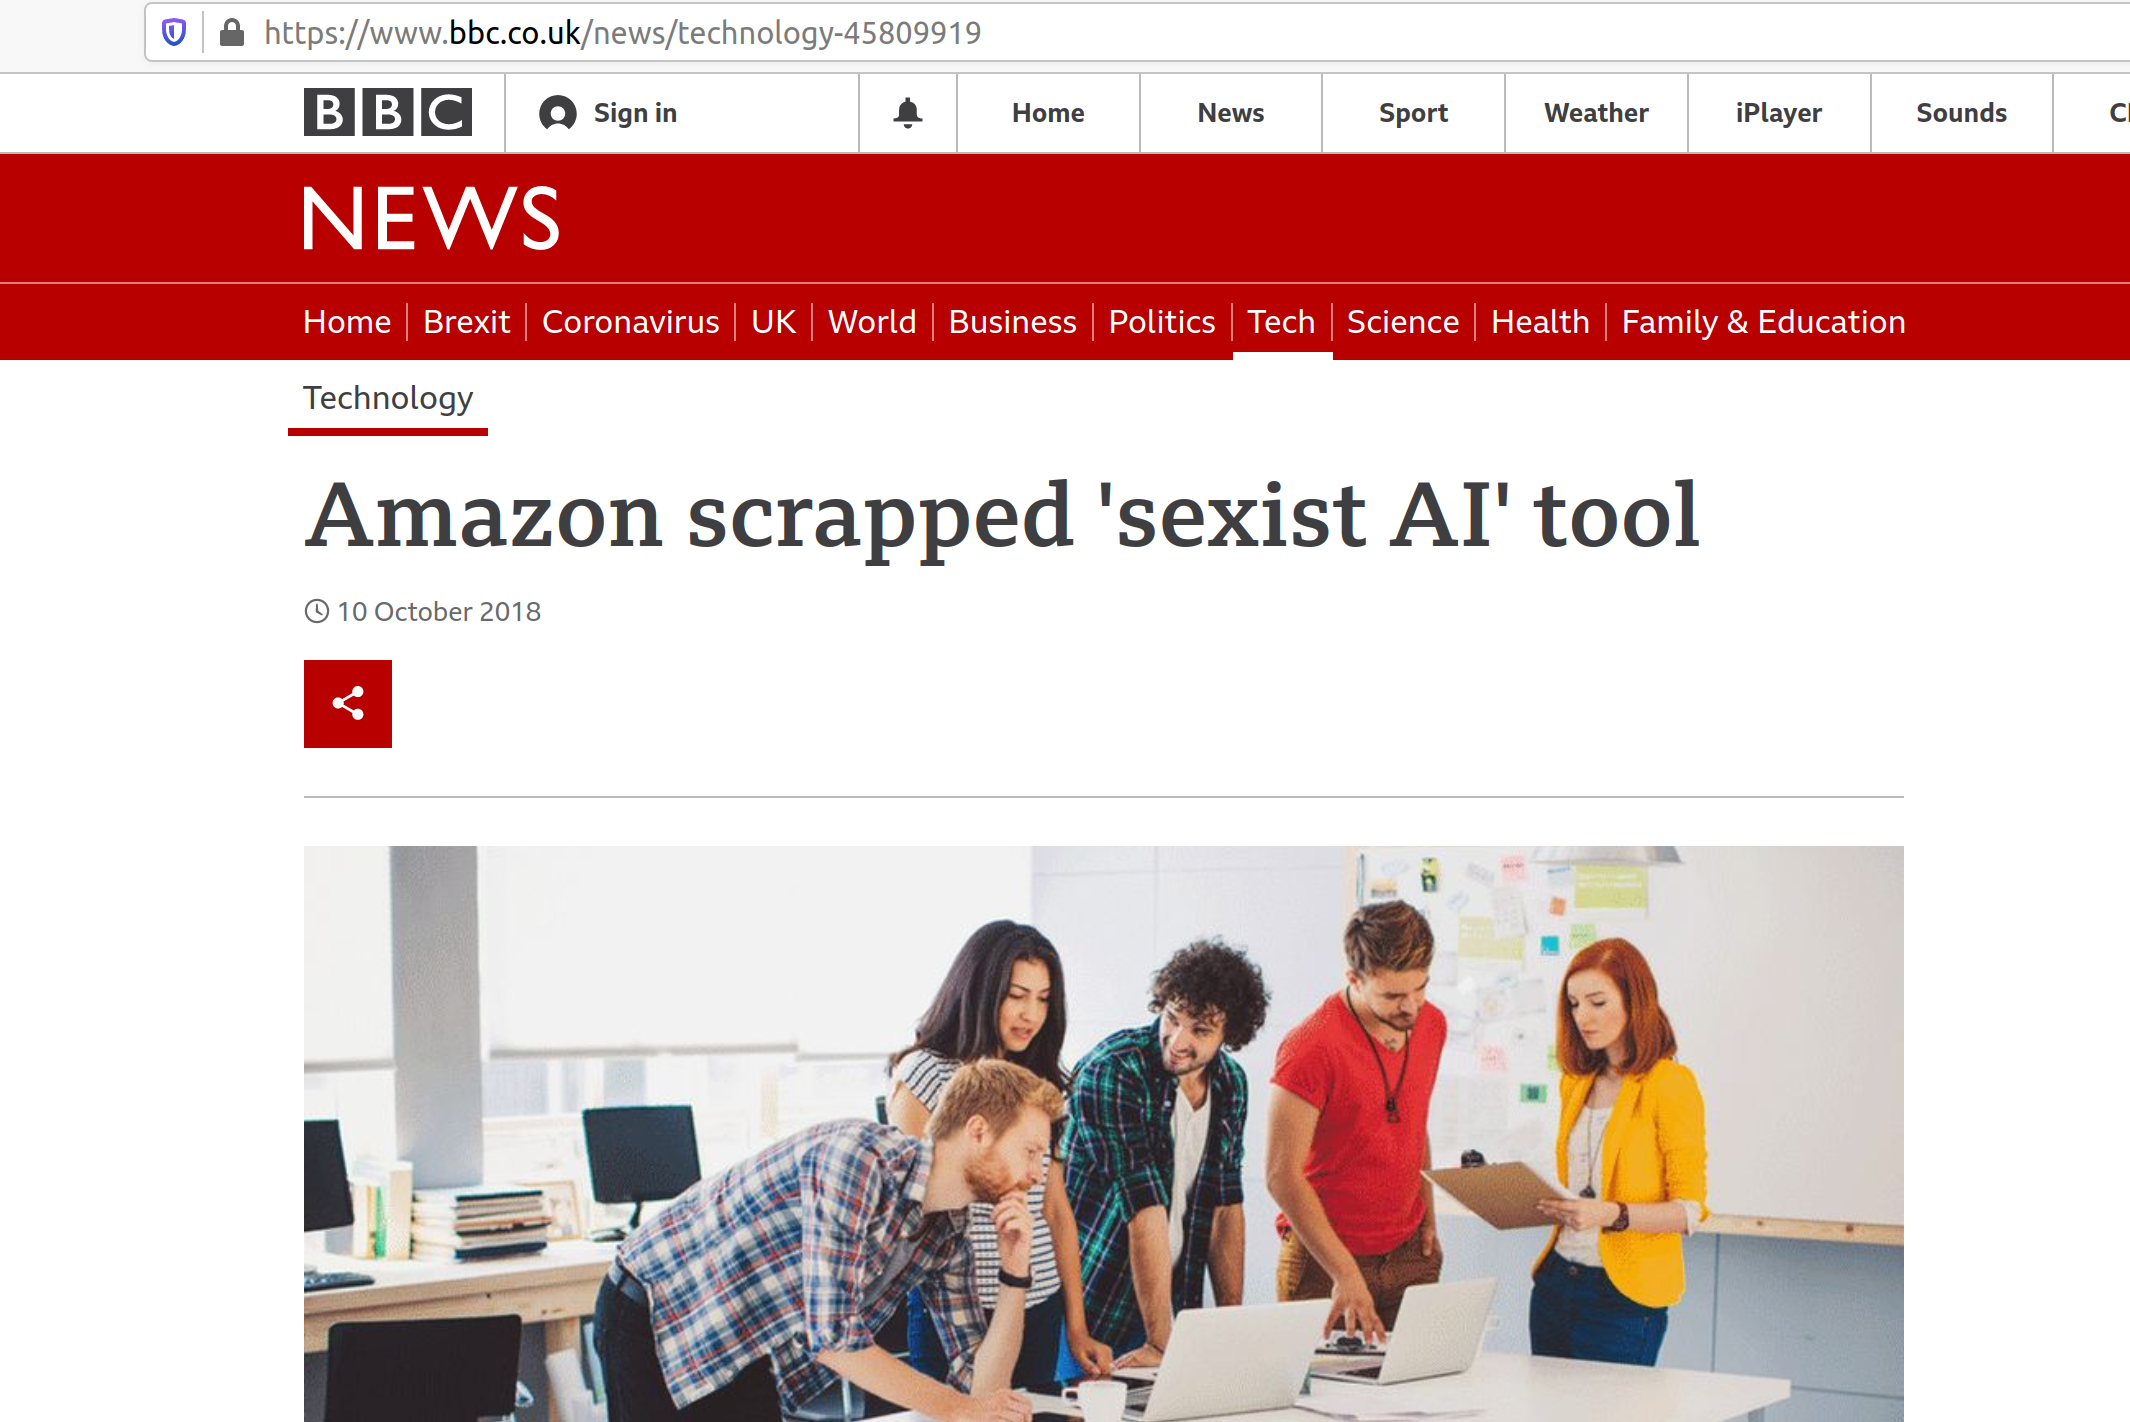 https://www.bbc.co.uk/news/technology-45809919
BBC Sign in Home News Sport Weather iPlayer Sounds
NEWS
Home Brexit Coronavirus UK World Business Politics Tech Science Health Family & Education
Technology
Amazon scrapped 'sexist AI' tool
10 October 2018